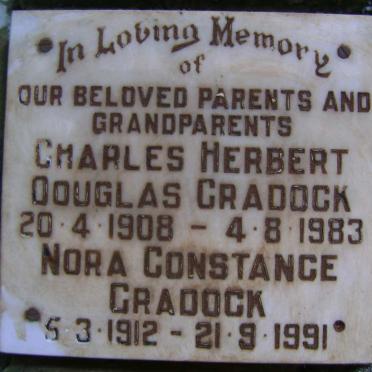 In Loving Memory
of
OUR BELOVED PARENTS AND
GRANDPARENTS
CHARLES HERBERT
DOUGLAS CRADOCK
20·4·1908 – 4·8·1983
NORA CONSTANCE
CRADOCK
5·3·1912 – 21·9·1991